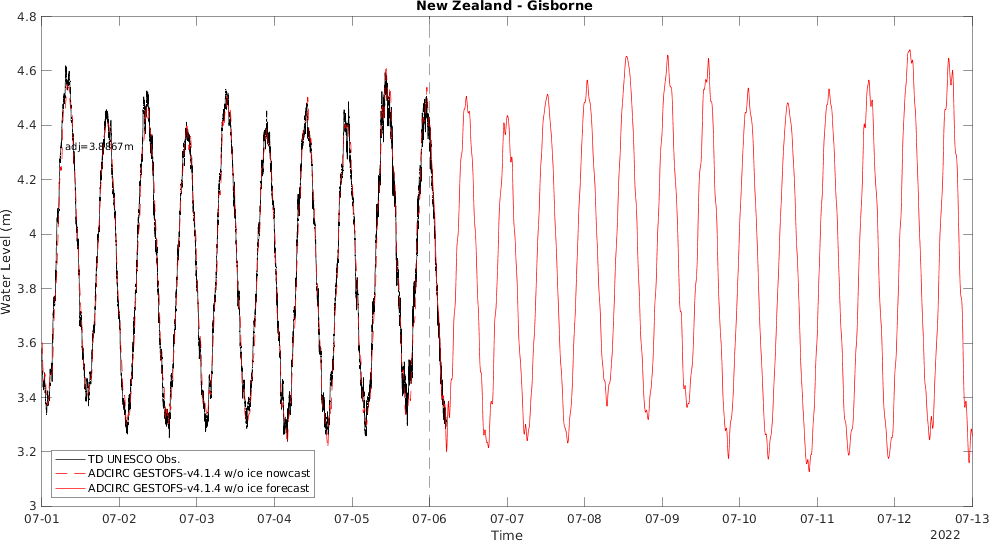 New Zealand - Gisborne
4.8
4.6
4.4
4.2
4
3.8
3.6
3.4
3.2
3
Water Level (m)
adj=3.8867m
TD UNESCO Obs.
ADCIRC GESTOFS-v4.1.4 w/o ice nowcast
ADCIRC GESTOFS-v4.1.4 w/o ice forecast
07-01 07-02 07-03 07-04 07-05 07-06 07-07 07-08 07-09 07-10 07-11 07-12 07-13
Time
2022